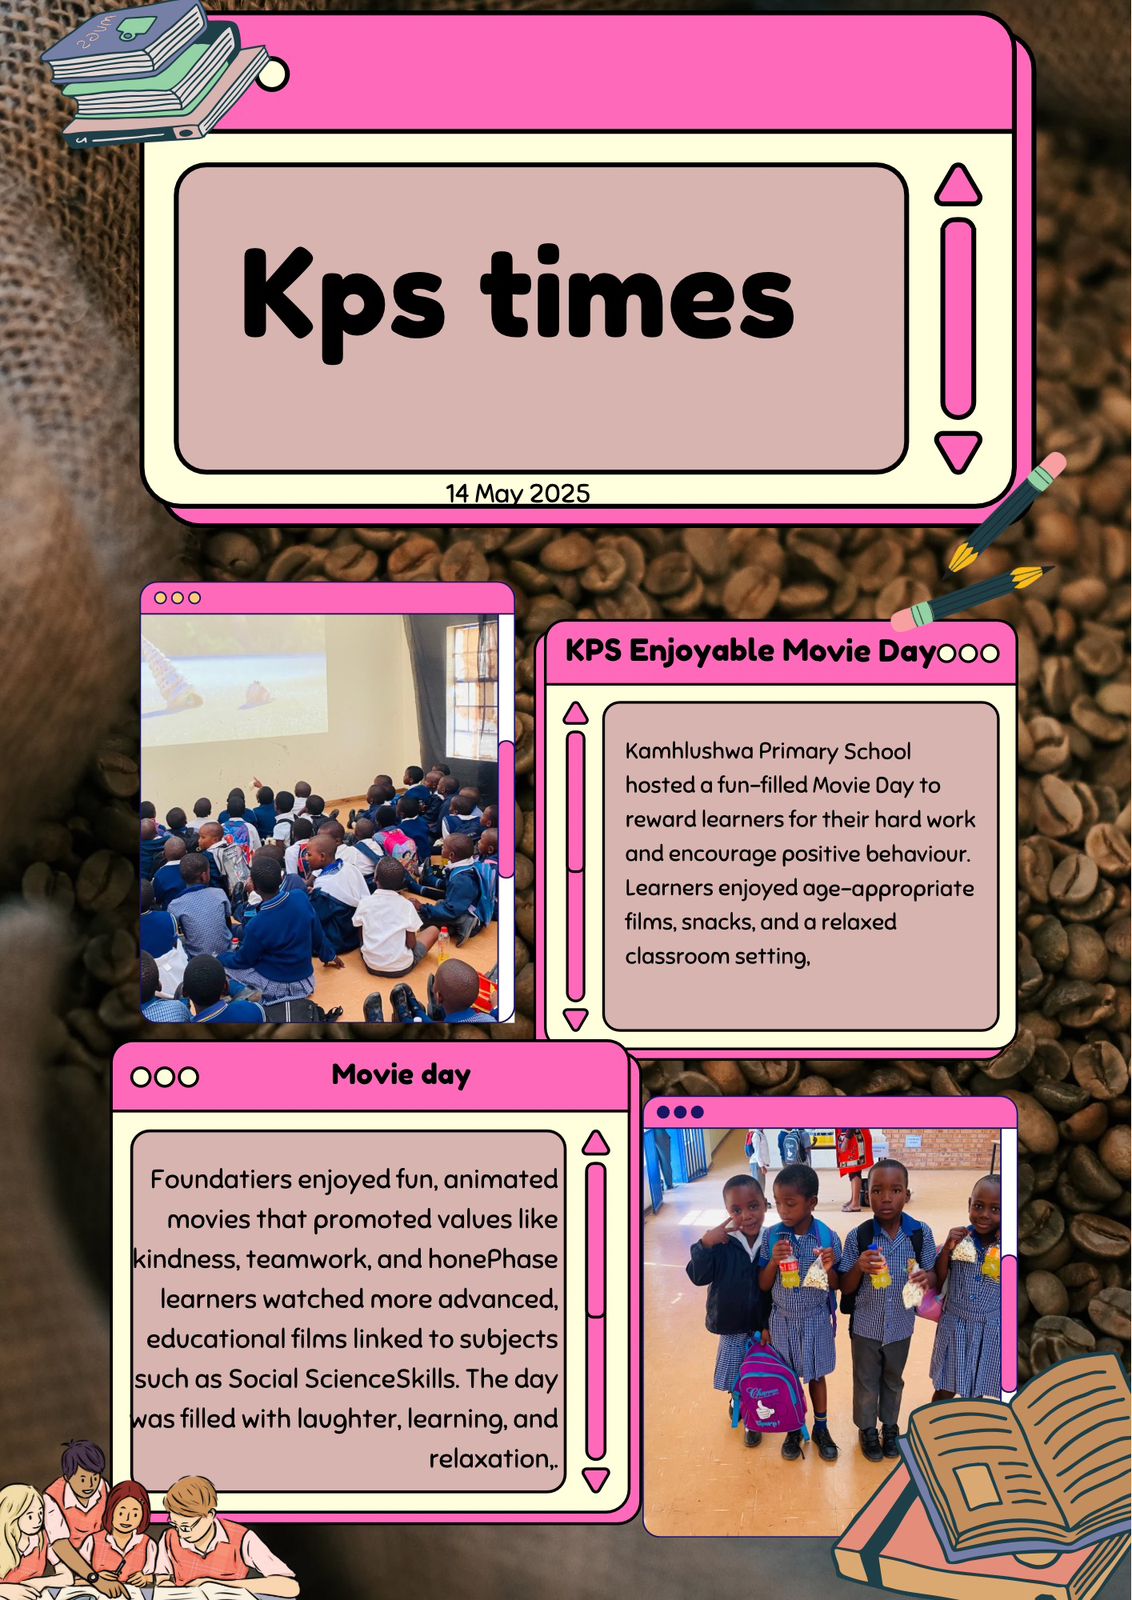 Kps times
14 May 2025
KPS Enjoyable Movie Day
Kamhlushwa Primary School
hosted a fun-filled Movie Day to
reward learners for their hard work
and encourage positive behaviour.
Learners enjoyed age-appropriate
films, snacks, and a relaxed
classroom setting,
Movie day
Foundatiers enjoyed fun, animated
movies that promoted values like
kindness, teamwork, and honePhase
learners watched more advanced,
educational films linked to subjects
such as Social ScienceSkills. The day
was filled with laughter, learning, and
relaxation,.